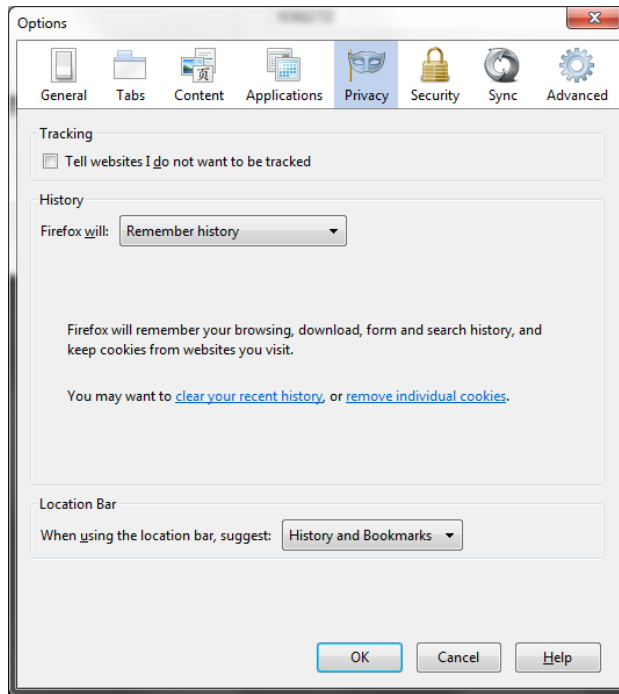 Options
General Tabs Content Applications Privacy Security Sync Advanced
Tracking
Tell websites I do not want to be tracked
History
Firefox will: Remember history
Firefox will remember your browsing, download, form and search history, and
keep cookies from websites you visit.
You may want to clear your recent history, or remove individual cookies.
Location Bar
When using the location bar, suggest: History and Bookmarks
OK Cancel Help